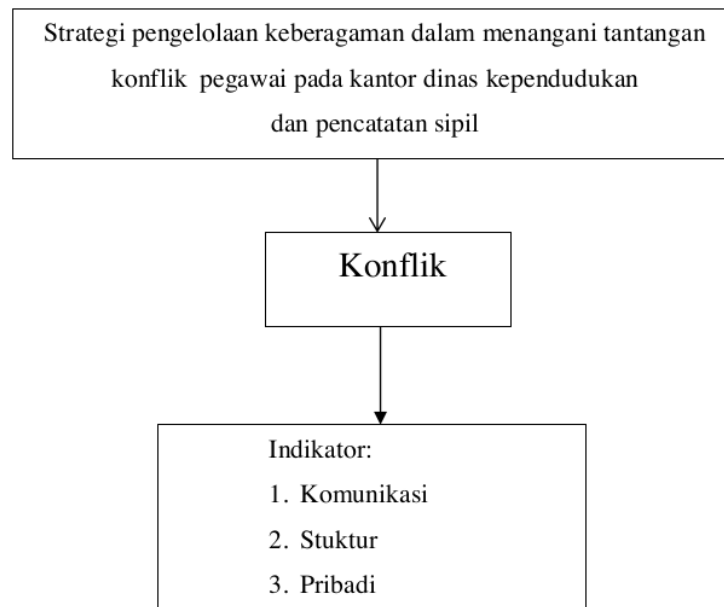 Strategi pengelolaan keberagaman dalam menangani tantangan
konflik pegawai pada kantor dinas kependudukan
dan pencatatan sipil
Konflik
Indikator:
1. Komunikasi
2. Stuktur
3. Pribadi